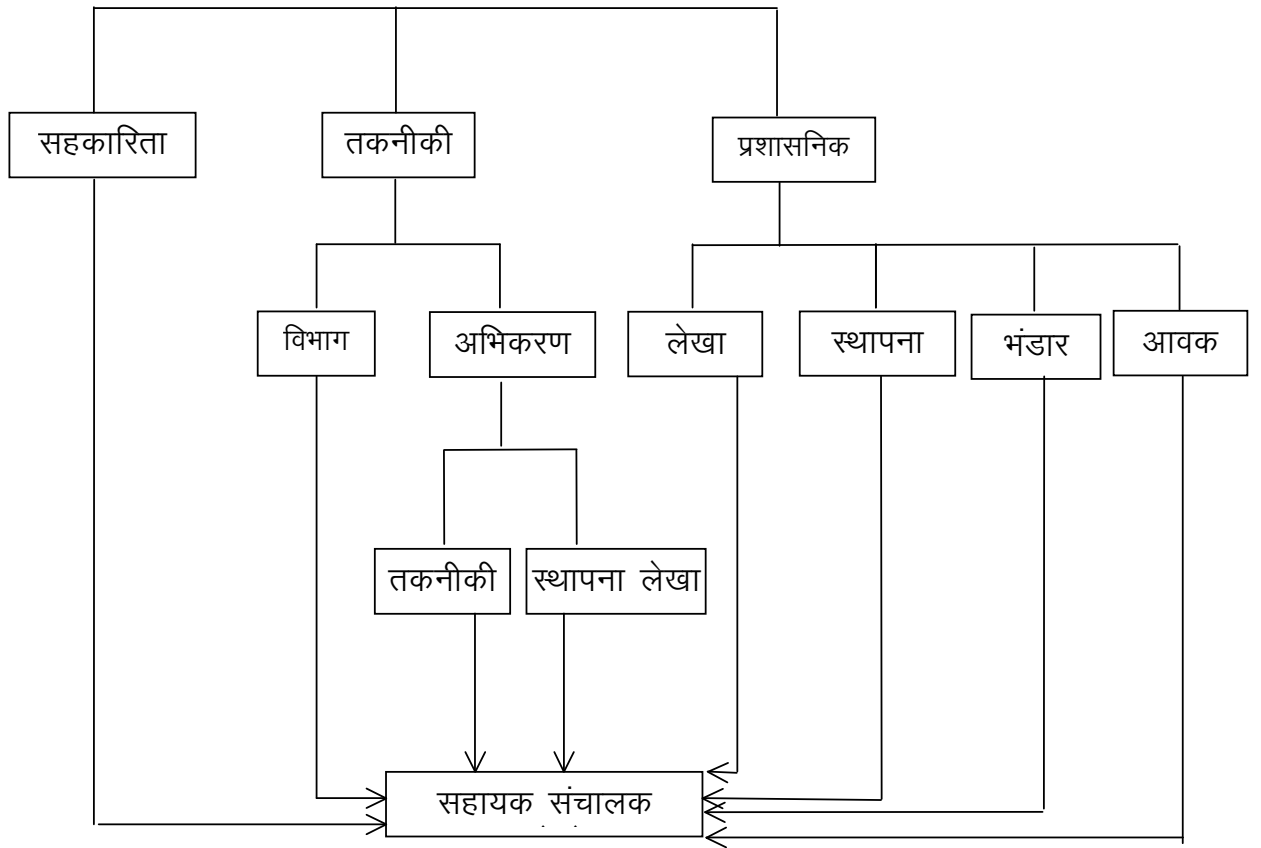 सहकारिता
तकनीकी
प्रशासनिक
विभाग
अभिकरण
लेखा
स्थापना
भंडार
आवक
तकनीकी
स्थापना लेखा
सहायक संचालक